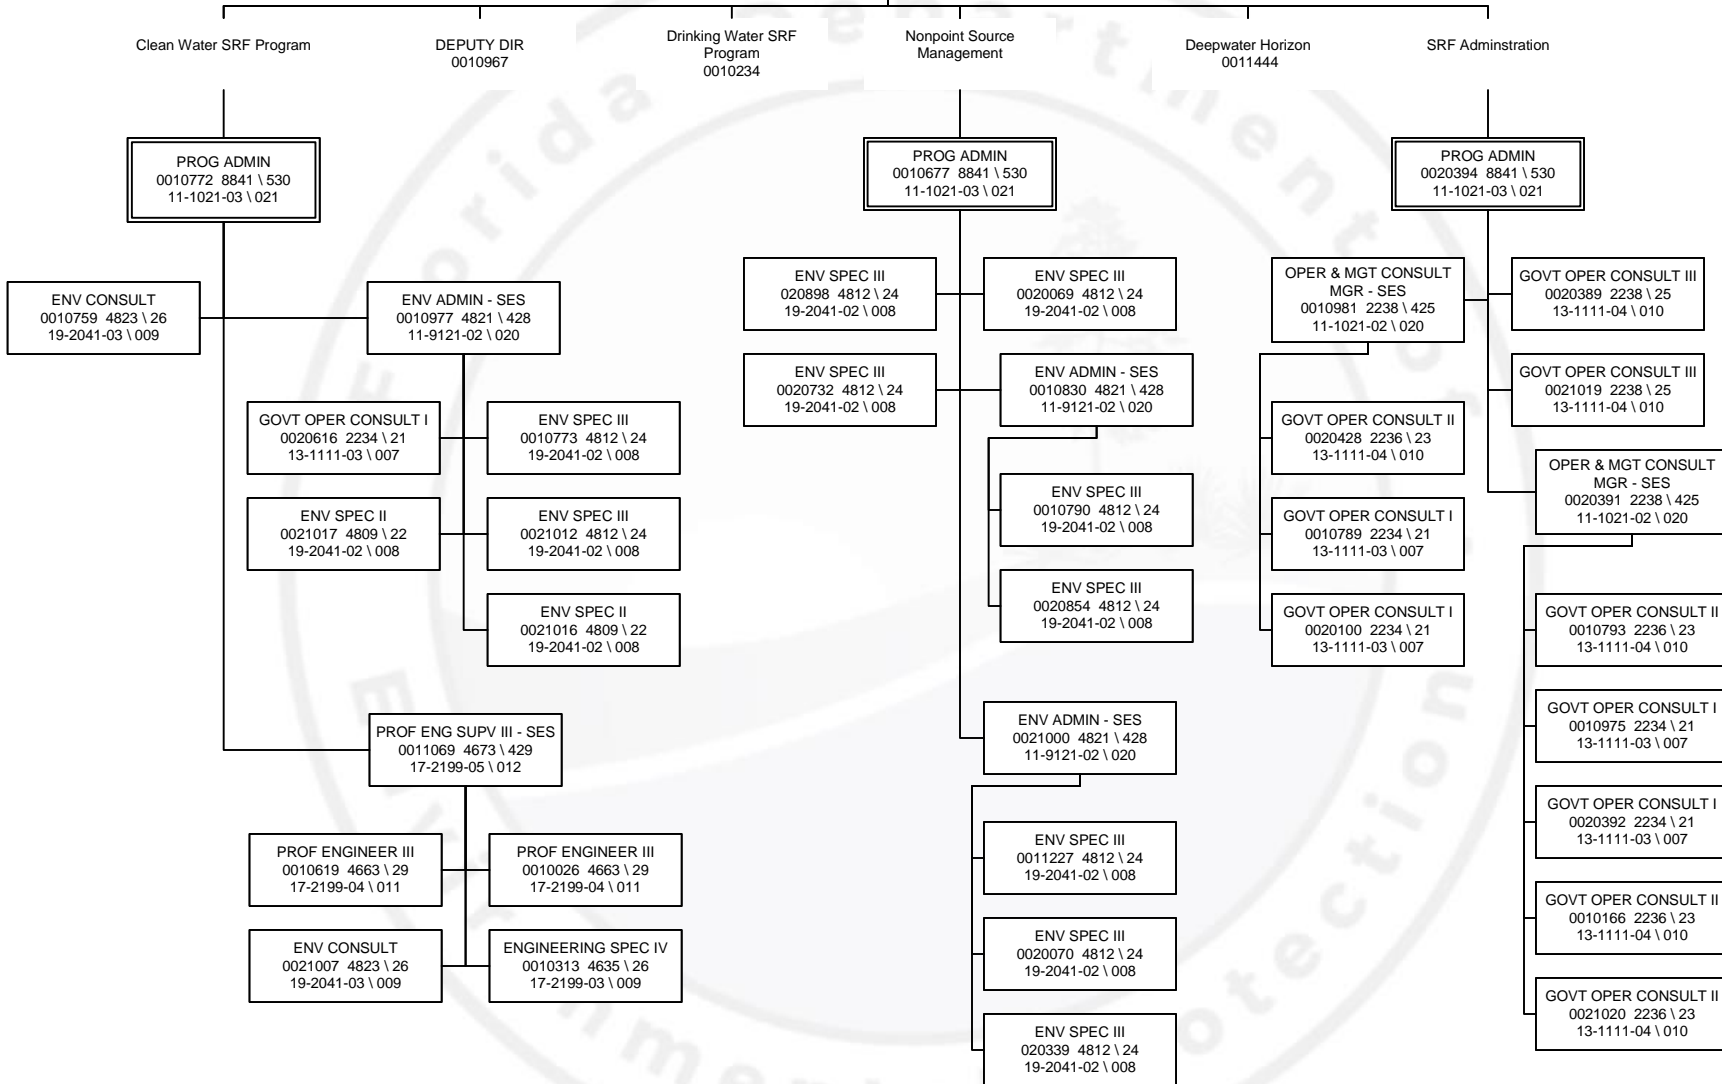 Clean Water SRF Program
DEPUTY DIR
0010967
Drinking Water SRF
Program
0010234
Nonpoint Source
Management
Deepwater Horizon
0011444
SRF Adminstration
PROG ADMIN
0010772 8841 \ 530
11-1021-03 \ 021
PROG ADMIN
0010677 8841 \ 530
11-1021-03 \ 021
PROG ADMIN
0020394 8841 \ 530
11-1021-03 \ 021
ENV CONSULT
0010759 4823 \ 26
19-2041-03 \ 009
ENV ADMIN - SES
0010977 4821 \ 428
11-9121-02 \ 020
GOVT OPER CONSULT I
0020616 2234 \ 21
13-1111-03 \ 007
ENV SPEC III
0010773 4812 \ 24
19-2041-02 \ 008
ENV SPEC II
0021017 4809 \ 22
19-2041-02 \ 008
ENV SPEC III
0021012 4812 \ 24
19-2041-02 \ 008
ENV SPEC II
0021016 4809 \ 22
19-2041-02 \ 008
PROF ENG SUPV III - SES
0011069 4673 \ 429
17-2199-05 \ 012
PROF ENGINEER III
0010619 4663 \ 29
17-2199-04 \ 011
PROF ENGINEER III
0010026 4663 \ 29
17-2199-04 \ 011
ENV CONSULT
0021007 4823 \ 26
19-2041-03 \ 009
ENGINEERING SPEC IV
0010313 4635 \ 26
17-2199-03 \ 009
ENV SPEC III
020898 4812 \ 24
19-2041-02 \ 008
ENV SPEC III
0020069 4812 \ 24
19-2041-02 \ 008
ENV SPEC III
0020732 4812 \ 24
19-2041-02 \ 008
ENV ADMIN - SES
0010830 4821 \ 428
11-9121-02 \ 020
ENV SPEC III
0010790 4812 \ 24
19-2041-02 \ 008
ENV SPEC III
0020854 4812 \ 24
19-2041-02 \ 008
ENV ADMIN - SES
0021000 4821 \ 428
11-9121-02 \ 020
ENV SPEC III
0011227 4812 \ 24
19-2041-02 \ 008
ENV SPEC III
0020070 4812 \ 24
19-2041-02 \ 008
ENV SPEC III
020339 4812 \ 24
19-2041-02 \ 008
OPER & MGT CONSULT
MGR - SES
0010981 2238 \ 425
11-1021-02 \ 020
GOVT OPER CONSULT III
0020389 2238 \ 25
13-1111-04 \ 010
GOVT OPER CONSULT III
0021019 2238 \ 25
13-1111-04 \ 010
GOVT OPER CONSULT II
0020428 2236 \ 23
13-1111-04 \ 010
GOVT OPER CONSULT I
0010789 2234 \ 21
13-1111-03 \ 007
GOVT OPER CONSULT I
0020100 2234 \ 21
13-1111-03 \ 007
OPER & MGT CONSULT
MGR - SES
0020391 2238 \ 425
11-1021-02 \ 020
GOVT OPER CONSULT II
0010793 2236 \ 23
13-1111-04 \ 010
GOVT OPER CONSULT I
0010975 2234 \ 21
13-1111-03 \ 007
GOVT OPER CONSULT I
0020392 2234 \ 21
13-1111-03 \ 007
GOVT OPER CONSULT II
0010166 2236 \ 23
13-1111-04 \ 010
GOVT OPER CONSULT II
0021020 2236 \ 23
13-1111-04 \ 010